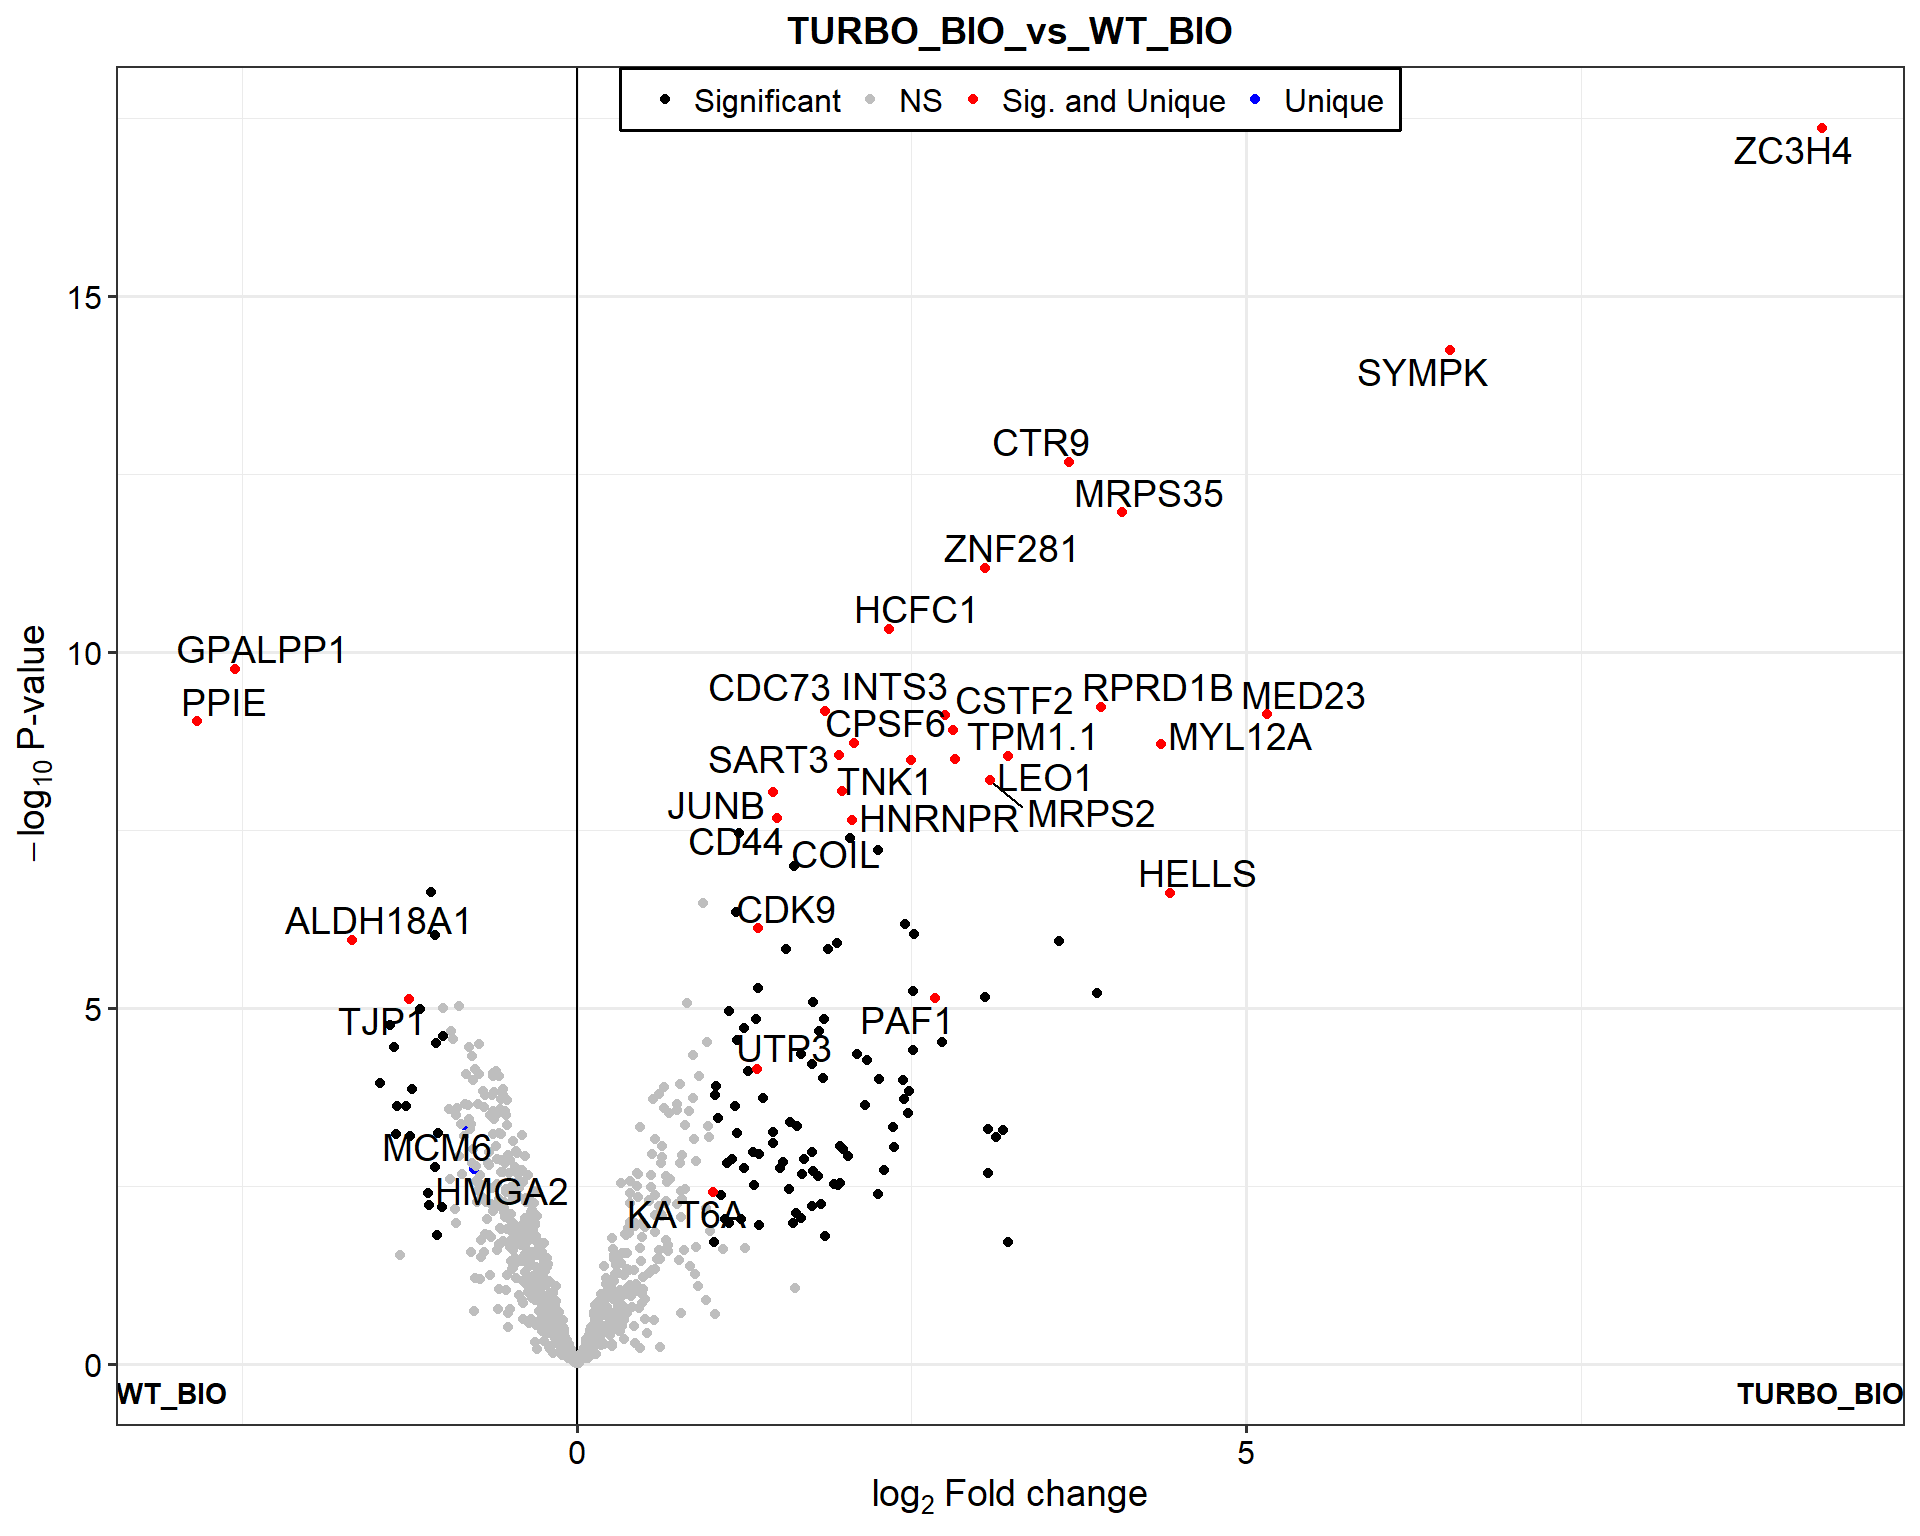 TURBO_BIO_vs_WT_BIO
Significant NS Sig. and Unique Unique
ZC3H4
15
SYMPK
CTR9
MRPS35
ZNF281
HCFC1
GPALPP1
10
PPIE
CDC73 INTS3 CSTF2 RPRD1B MED23
CPSF6 TPM1.1 MYL12A
SART3
TNK1 LEO1
JUNB HNRNPR MRPS2
CD44 COIL
HELLS
ALDH18A1 CDK9
5
TJP1 PAF1
UTP3
MCM6
HMGA2
KAT6A
0
WT_BIO TURBO_BIO
0 5
log2 Fold change
−log10 P-value